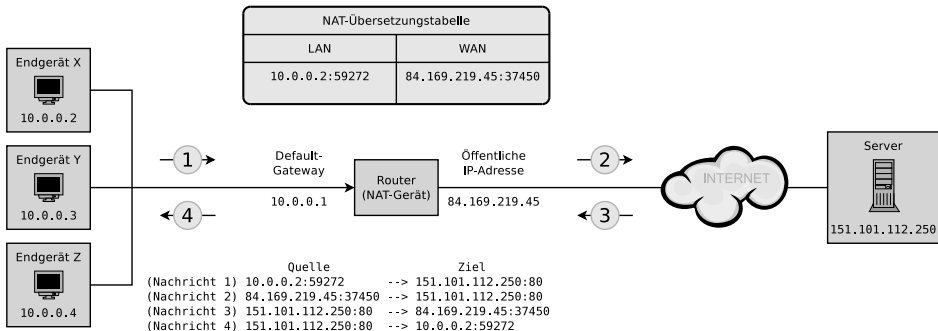 NAT-Übersetzungstabelle
LAN WAN
10.0.0.2:59272 84.169.219.45:37450
Endgerät X
10.0.0.2
Endgerät Y
10.0.0.3
Endgerät Z
10.0.0.4
1
4
Default-
Gateway
10.0.0.1
Router
(NAT-Gerät)
Öffentliche
IP-Adresse
84.169.219.45
2
3
INTERNET
Server
151.101.112.250
Quelle Ziel
(Nachricht 1) 10.0.0.2:59272 --> 151.101.112.250:80
(Nachricht 2) 84.169.219.45:37450 --> 151.101.112.250:80
(Nachricht 3) 151.101.112.250:80 --> 84.169.219.45:37450
(Nachricht 4) 151.101.112.250:80 --> 10.0.0.2:59272